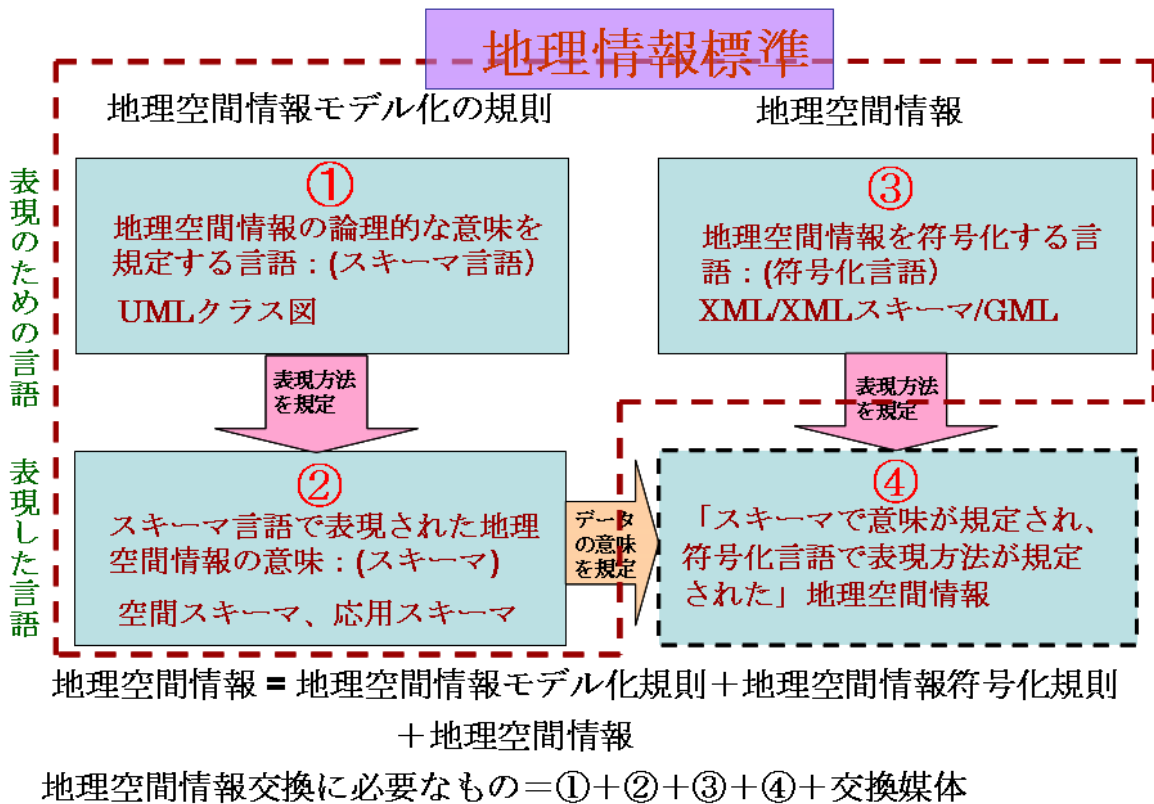 地理情報標準
地理空間情報モデル化の規則
地理空間情報
表現のための言語
①
地理空間情報の論理的な意味を
規定する言語：(スキーマ言語）
UMLクラス図
③
地理空間情報を符号化する言
語：(符号化言語）
XML/XMLスキーマ/GML
表現方法
を規定
表現方法
を規定
表現した言語
②
スキーマ言語で表現された地理
空間情報の意味：(スキーマ)
空間スキーマ、応用スキーマ
データ
の意味
を規定
④
「スキーマで意味が規定され、
符号化言語で表現方法が規定
された」地理空間情報
地理空間情報＝地理空間情報モデル化規則＋地理空間情報符号化規則
＋地理空間情報
地理空間情報交換に必要なもの＝①＋②＋③＋④＋交換媒体